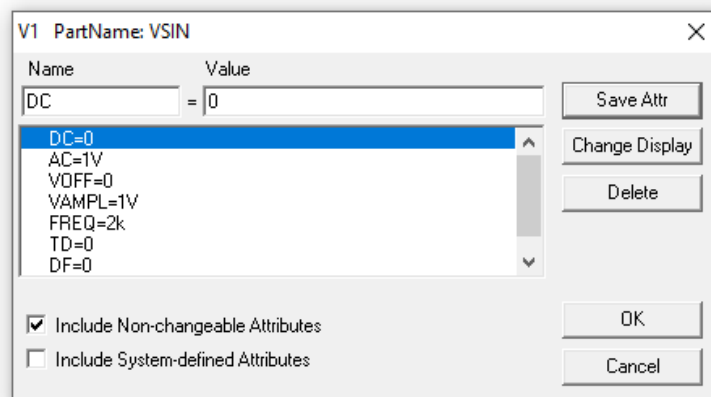 V1 PartName: VSIN
Name Value
DC = 0
Save Attr
DC=0
AC=1V
VOFF=0
VAMPL=1V
FREQ=2k
TD=0
DF=0
Change Display
Delete
Include Non-changeable Attributes
Include System-defined Attributes
OK
Cancel